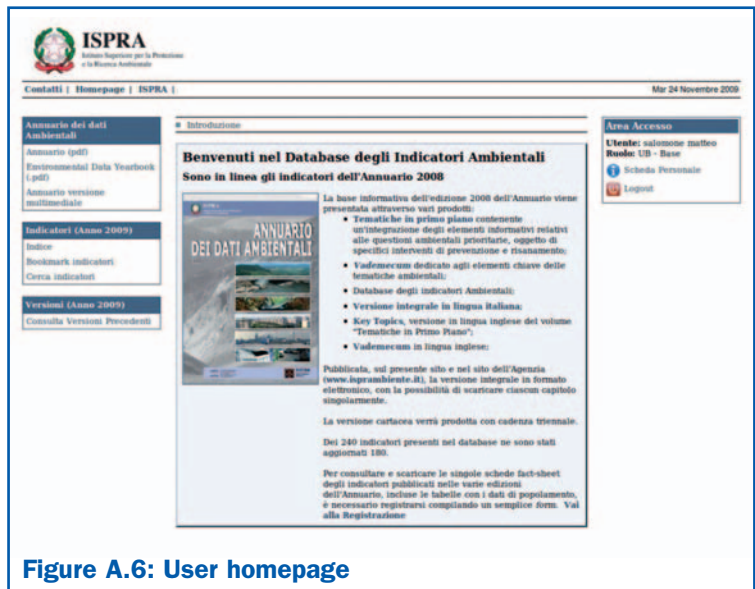 ISPRA
Istituto Superiore per la Protezione
e la Ricerca Ambientale
Contatti | Homepage | ISPRA |
Mar 24 Novembre 2009
Annuario dei dati
Ambientali
Annuario (pdf)
Environmental Data Yearbook
(.pdf)
Annuario versione
multimediale
Indicatori (Anno 2009)
Indice
Bookmark indicatori
Cerca indicatori
Versioni (Anno 2009)
Consulta Versioni Precedenti
Introduzione
Benvenuti nel Database degli Indicatori Ambientali
Sono in linea gli indicatori dell'Annuario 2008
ANNUARIO
DEI DATI AMBIENTALI
La base informativa dell'edizione 2008 dell'Annuario viene
presentata attraverso vari prodotti:
• Tematiche in primo piano contenente
un'integrazione degli elementi informativi relativi
alle questioni ambientali prioritarie, oggetto di
specifici interventi di prevenzione e risanamento;
• Vademecum dedicato agli elementi chiave delle
tematiche ambientali;
• Database degli indicatori Ambientali;
• Versione integrale in lingua italiana;
• Key Topics, versione in lingua inglese del volume
"Tematiche in Primo Piano";
• Vademecum in lingua inglese;
Pubblicata, sul presente sito e nel sito dell'Agenzia
(www.isprambiente.it), la versione integrale in formato
elettronico, con la possibilità di scaricare ciascun capitolo
singolarmente.
La versione cartacea verrà prodotta con cadenza triennale.
Dei 240 indicatori presenti nel database ne sono stati
aggiornati 180.
Per consultare e scaricare le singole schede fact-sheet
degli indicatori pubblicati nelle varie edizioni
dell'Annuario, incluse le tabelle con i dati di popolamento,
è necessario registrarsi compilando un semplice form. Vai
alla Registrazione
Area Accesso
Utente: salomone matteo
Ruolo: UB - Base
Scheda Personale
Logout
Figure A.6: User homepage